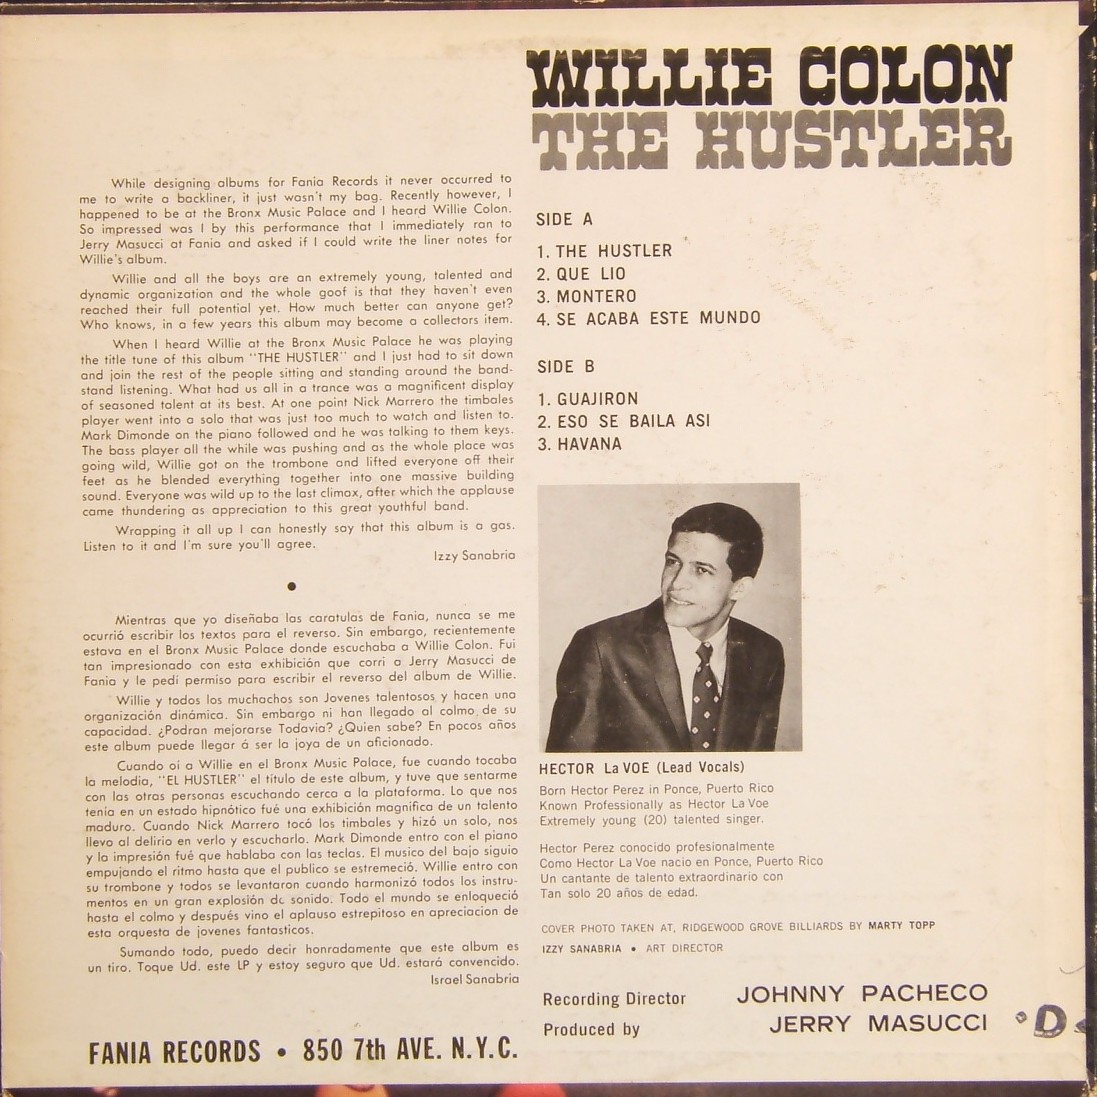 WILLIE COLON
THE HUSTLER
While designing albums for Fania Records it never occurred to
me to write a backliner, it just wasn't my bag. Recently however, I
happened to be at the Bronx Music Palace and I heard Willie Colon.
So impressed was I by this performance that I immediately ran to
Jerry Masucci at Fania and asked if I could write the liner notes for
Willie's album.
Willie and all the boys are an extremely young, talented and
dynamic organization and the whole goof is that they haven't even
reached their full potential yet. How much better can anyone get?
Who knows, in a few years this album may become a collectors item.
When I heard Willie at the Bronx Music Palace he was playing
the title tune of this album "THE HUSTLER" and I just had to sit down
and join the rest of the people sitting and standing around the band-
stand listening. What had us all in a trance was a magnificent display
of seasoned talent at its best. At one point Nick Marrero the timbales
player went into a solo that was just too much to watch and listen to.
Mark Dimonde on the piano followed and he was talking to them keys.
The bass player all the while was pushing and as the whole place was
going wild, Willie got on the trombone and lifted everyone off their
feet as he blended everything together into one massive building
sound. Everyone was wild up to the last climax, after which the applause
came thundering as appreciation to this great youthful band.
Wrapping it all up I can honestly say that this album is a gas.
Listen to it and I'm sure you'll agree.
Izzy Sanabria
•
Mientras que yo diseñaba las caratulas de Fania, nunca se me
ocurrió escribir los textos para el reverso. Sin embargo, recientemente
estava en el Bronx Music Palace donde escuchaba a Willie Colon. Fui
tan impresionado con esta exhibición que corri a Jerry Masucci de
Fania y le pedí permiso para escribir el reverso del album de Willie.
Willie y todos los muchachos son Jovenes talentosos y hacen una
organización dinámica. Sin embargo ni han llegado al colmo de su
capacidad. ¿Podran mejorarse Todavia? ¿Quien sabe? En pocos años
este album puede llegar á ser la joya de un aficionado.
Cuando oi a Willie en el Bronx Music Palace, fue cuando tocaba
la melodia, "EL HUSTLER" el título de este album, y tuve que sentarme
con las otras personas escuchando cerca a la plataforma. Lo que nos
tenia en un estado hipnótico fué una exhibición magnifica de un talento
maduro. Cuando Nick Marrero tocó los timbales y hizó un solo, nos
llevo al delirio en verlo y escucharlo. Mark Dimonde entro con el piano
y la impresión fué que hablaba con las teclas. El musico del bajo siguio
empujando el ritmo hasta que el publico se estremeció. Willie entro con
su trombone y todos se levantaron cuando harmonizó todos los instru-
mentos en un gran explosión de sonido. Todo el mundo se enloqueció
hasta el colmo y después vino el aplauso estrepitoso en apreciacion de
esta orquesta de jovenes fantasticos.
Sumando todo, puedo decir honradamente que este album es
un tiro. Toque Ud. este LP y estoy seguro que Ud. estará convencido.
Israel Sanabria
FANIA RECORDS • 850 7th AVE. N.Y.C.
SIDE A
1. THE HUSTLER
2. QUE LIO
3. MONTERO
4. SE ACABA ESTE MUNDO
SIDE B
1. GUAJIRON
2. ESO SE BAILA ASI
3. HAVANA
HECTOR La VOE (Lead Vocals)
Born Hector Perez in Ponce, Puerto Rico
Known Professionally as Hector La Voe
Extremely young (20) talented singer.
Hector Perez conocido profesionalmente
Como Hector La Voe nacio en Ponce, Puerto Rico
Un cantante de talento extraordinario con
Tan solo 20 años de edad.
COVER PHOTO TAKEN AT, RIDGEWOOD GROVE BILLIARDS BY MARTY TOPP
IZZY SANABRIA • ART DIRECTOR
Recording Director JOHNNY PACHECO
Produced by JERRY MASUCCI
D